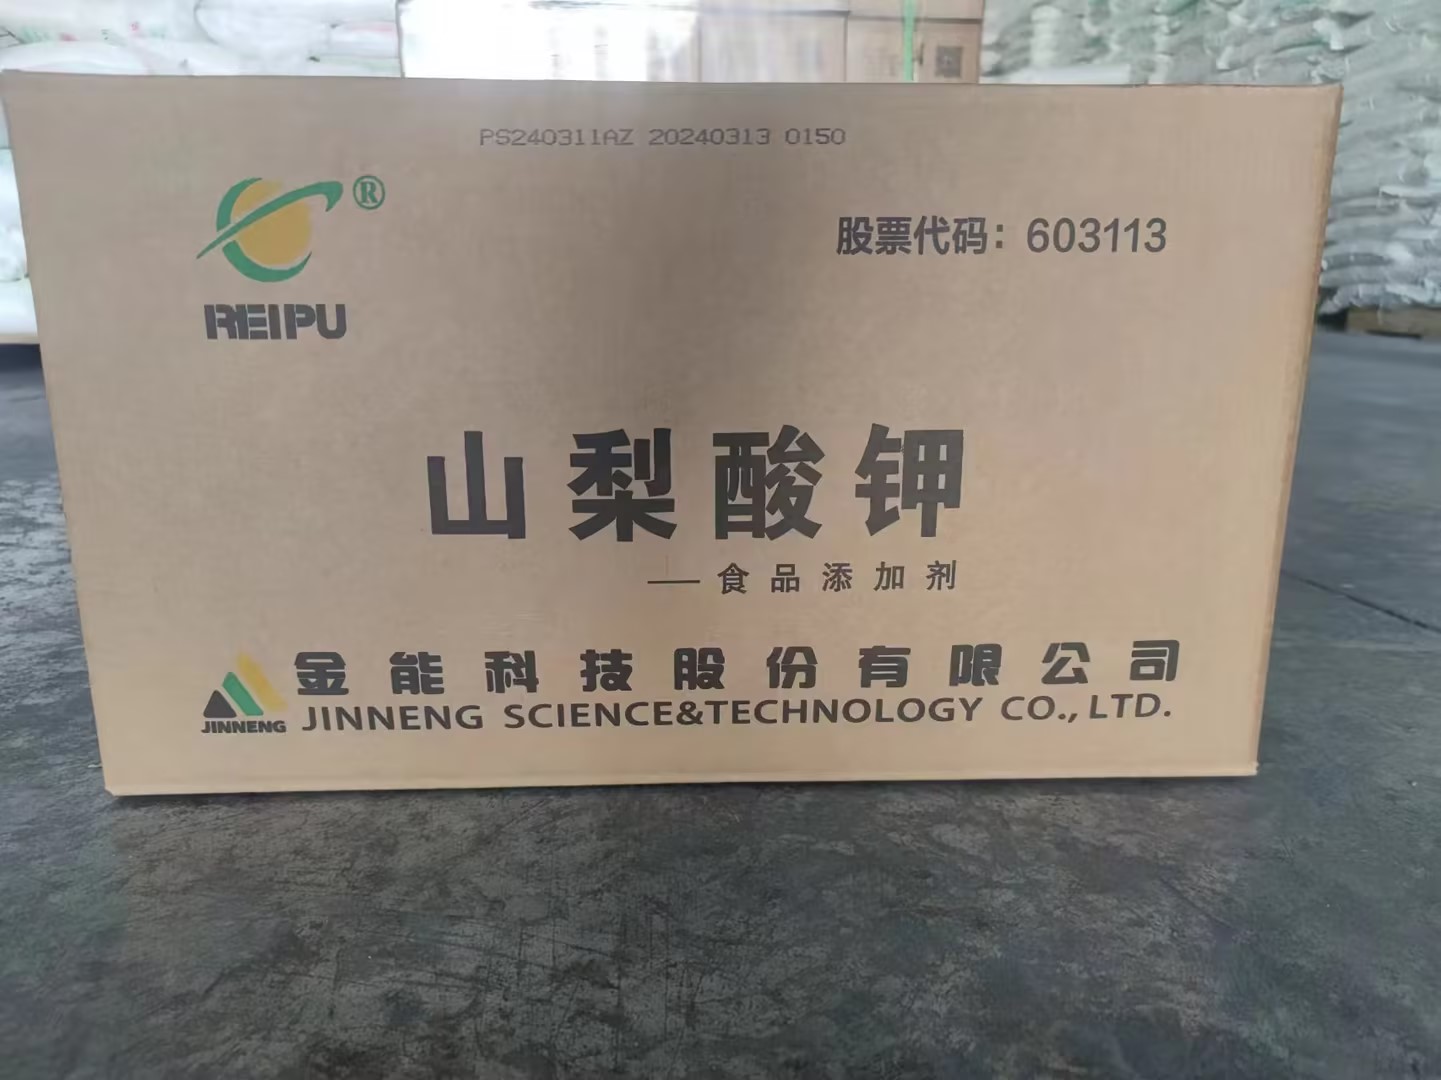 PS240311AZ 20240313 0150
®
REIPU
股票代码：603113
山梨酸钾
——食品添加剂
金能科技股份有限公司
JINNENG
JINNENG SCIENCE&TECHNOLOGY CO., LTD.